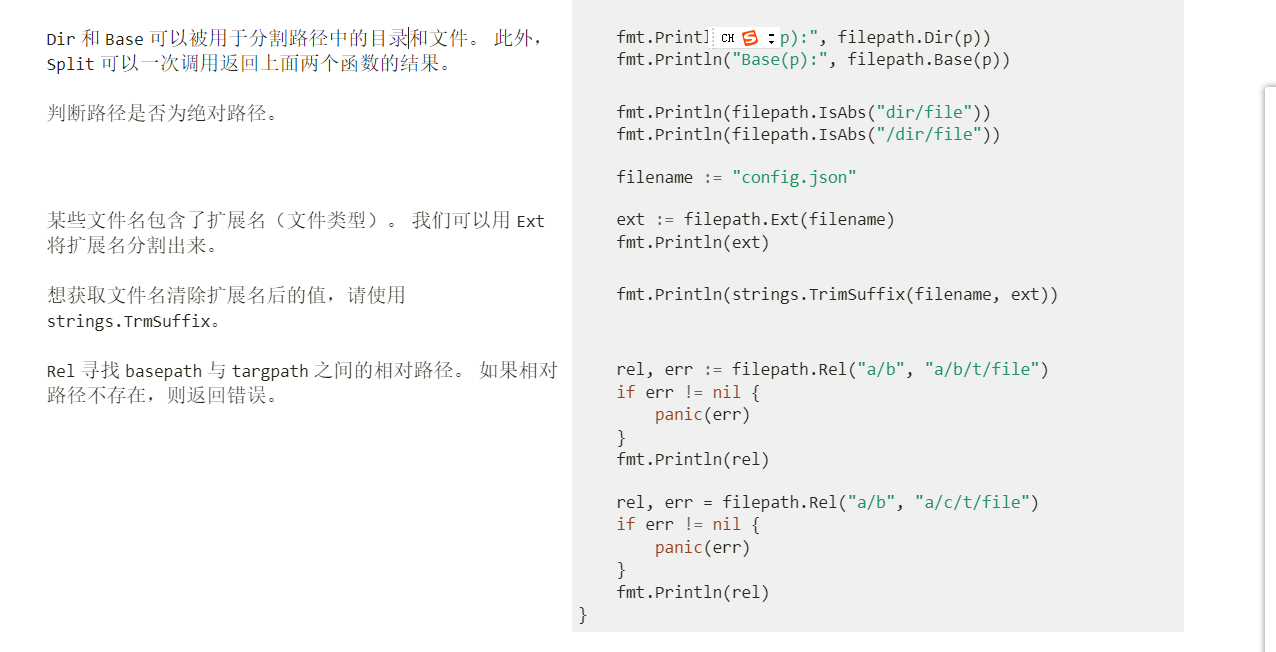 Dir 和 Base 可以被用于分割路径中的目录和文件。 此外，
Split 可以一次调用返回上面两个函数的结果。
fmt.Printl
CH
p):", filepath.Dir(p))
fmt.Println("Base(p):", filepath.Base(p))
判断路径是否为绝对路径。
fmt.Println(filepath.IsAbs("dir/file"))
fmt.Println(filepath.IsAbs("/dir/file"))
filename := "config.json"
某些文件名包含了扩展名（文件类型）。 我们可以用 Ext
将扩展名分割出来。
ext := filepath.Ext(filename)
fmt.Println(ext)
想获取文件名清除扩展名后的值，请使用
strings.TrmSuffix。
fmt.Println(strings.TrimSuffix(filename, ext))
Rel 寻找 basepath 与 targpath 之间的相对路径。 如果相对
路径不存在，则返回错误。
rel, err := filepath.Rel("a/b", "a/b/t/file")
if err != nil {
    panic(err)
}
fmt.Println(rel)
rel, err = filepath.Rel("a/b", "a/c/t/file")
if err != nil {
    panic(err)
}
fmt.Println(rel)
}